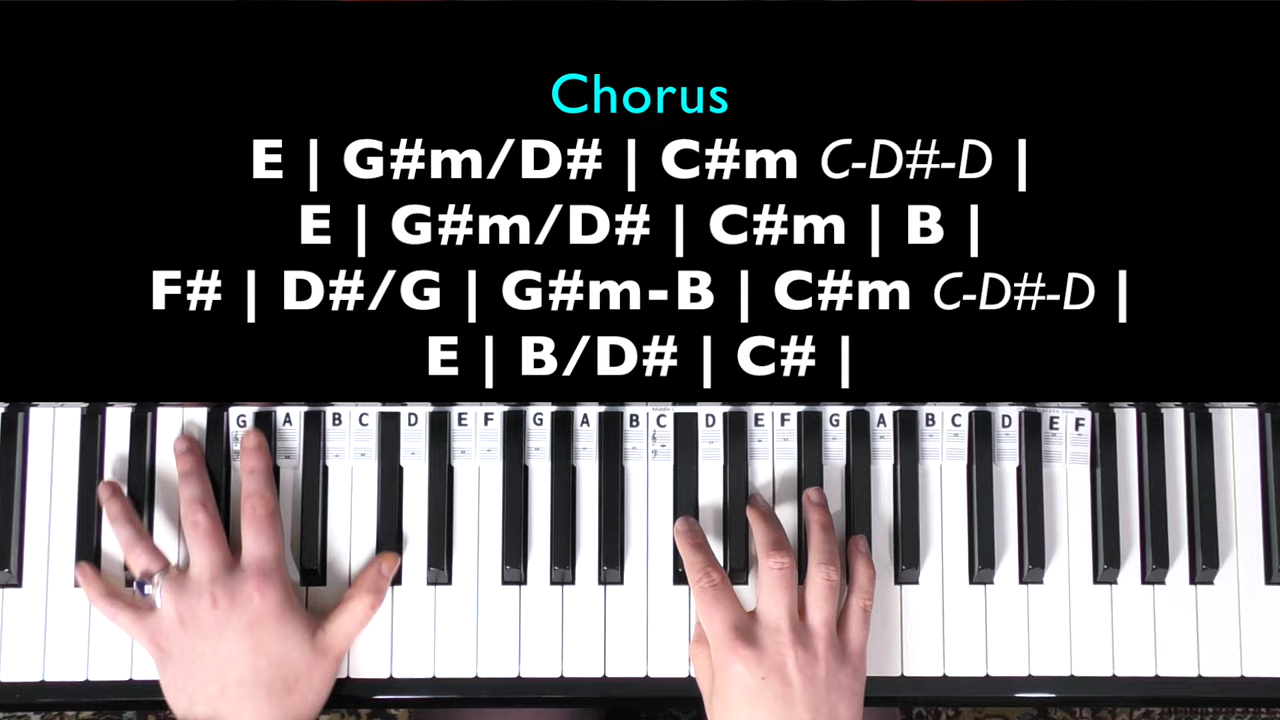 Chorus
E | G#m/D# | C#m C-D#-D |
E | G#m/D# | C#m | B |
F# | D#/G | G#m-B | C#m C-D#-D |
E | B/D# | C# |
G A B C D E F G A B C D E F G A B C D E F